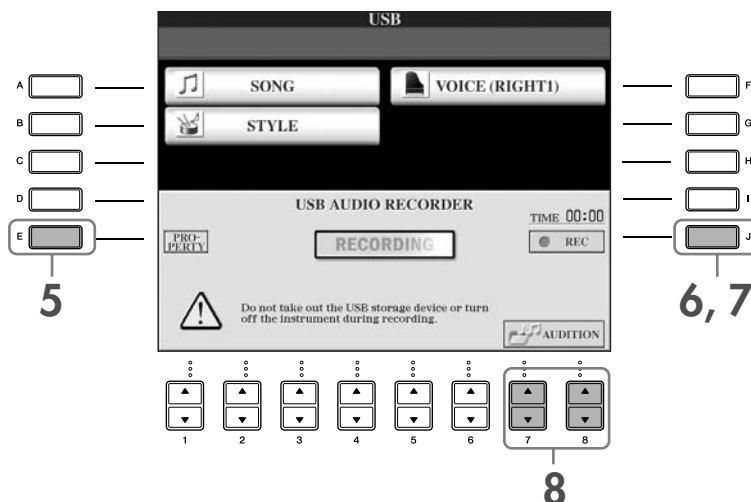 USB
A
SONG
VOICE (RIGHT1)
F
B
STYLE
G
C
H
D
I
USB AUDIO RECORDER
TIME 00:00
E
PRO-
PERTY
RECORDING
REC
J
5
6, 7
Do not take out the USB storage device or turn
off the instrument during recording.
AUDITION
1 2 3 4 5 6 7 8
8